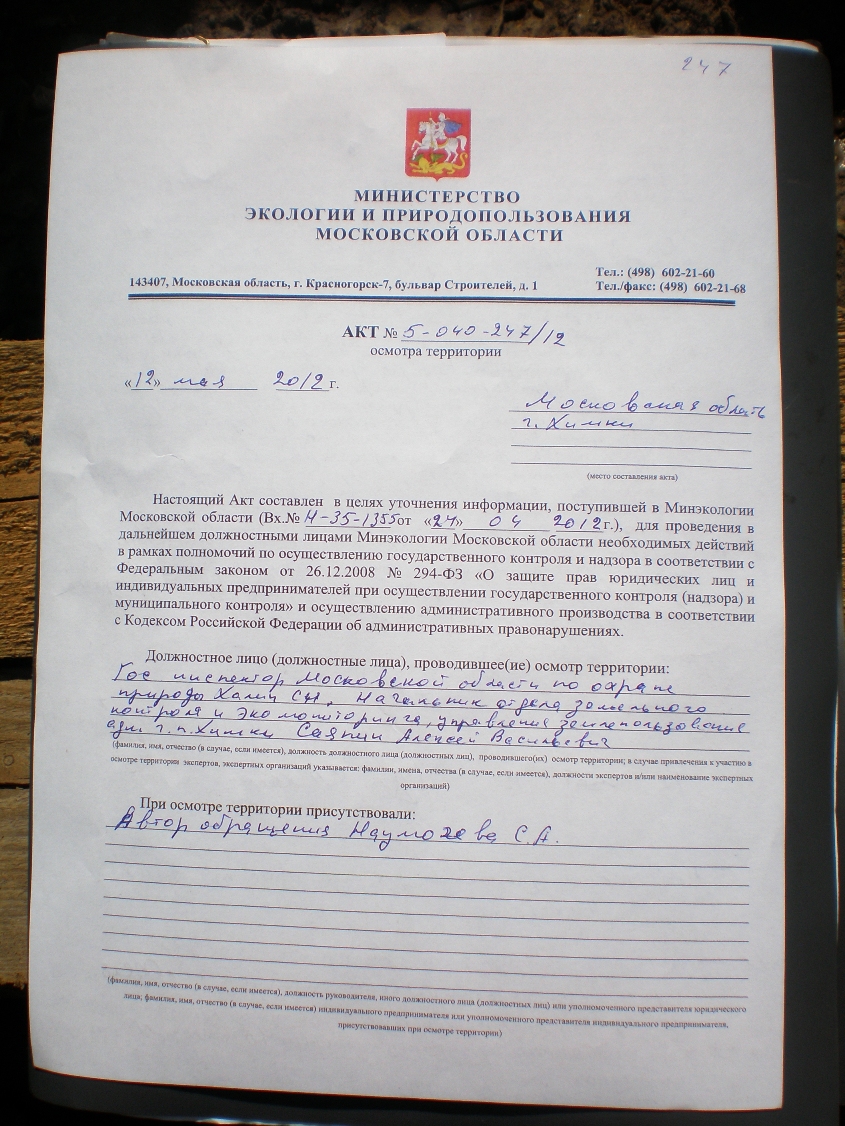 247
МИНИСТЕРСТВО
ЭКОЛОГИИ И ПРИРОДОПОЛЬЗОВАНИЯ
МОСКОВСКОЙ ОБЛАСТИ
143407, Московская область, г. Красногорск-7, бульвар Строителей, д. 1
Тел.: (498) 602-21-60
Тел./факс: (498) 602-21-68
АКТ № 5-040-247/12
осмотра территории
«12» мая 2012 г.
Московская область
г. Химки
(место составления акта)
Настоящий Акт составлен в целях уточнения информации, поступившей в Минэкологии
Московской области (Вх.№ Н-35-1355 от «24» 04 2012 г.), для проведения в
дальнейшем должностными лицами Минэкологии Московской области необходимых действий
в рамках полномочий по осуществлению государственного контроля и надзора в соответствии с
Федеральным законом от 26.12.2008 № 294-ФЗ «О защите прав юридических лиц и
индивидуальных предпринимателей при осуществлении государственного контроля (надзора) и
муниципального контроля» и осуществлению административного производства в соответствии
с Кодексом Российской Федерации об административных правонарушениях.
Должностное лицо (должностные лица), проводившее(ие) осмотр территории:
Гос инспектор Московской области по охране
природы Халин СН, Начальник отдела земельного
контроля и Экомониторинга, управление землепользование
адм г.п. Химки Саяпин Алексей Васильевич
(фамилия, имя, отчество (в случае, если имеется), должность должностного лица (должностных лиц), проводившего(их) осмотр территории; в случае привлечения к участию в
осмотре территории экспертов, экспертных организаций указывается: фамилии, имена, отчества (в случае, если имеется), должности экспертов и/или наименование экспертных
организаций)
При осмотре территории присутствовали:
Автор обращения С.А.
(фамилия, имя, отчество (в случае, если имеется), должность руководителя, иного должностного лица (должностных лиц) или уполномоченного представителя юридического
лица; фамилия, имя, отчество (в случае, если имеется) индивидуального предпринимателя или уполномоченного представителя индивидуального предпринимателя,
присутствовавших при осмотре территории)